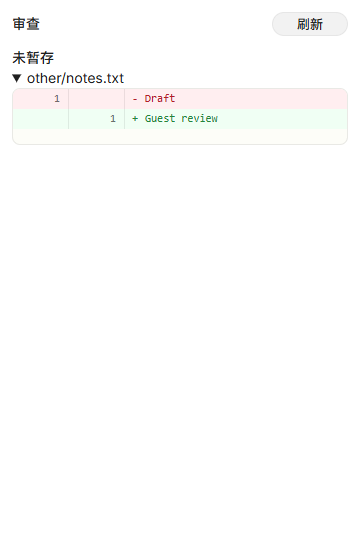 审查
刷新
未暂存
▼ other/notes.txt
1 - Draft
1 + Guest review